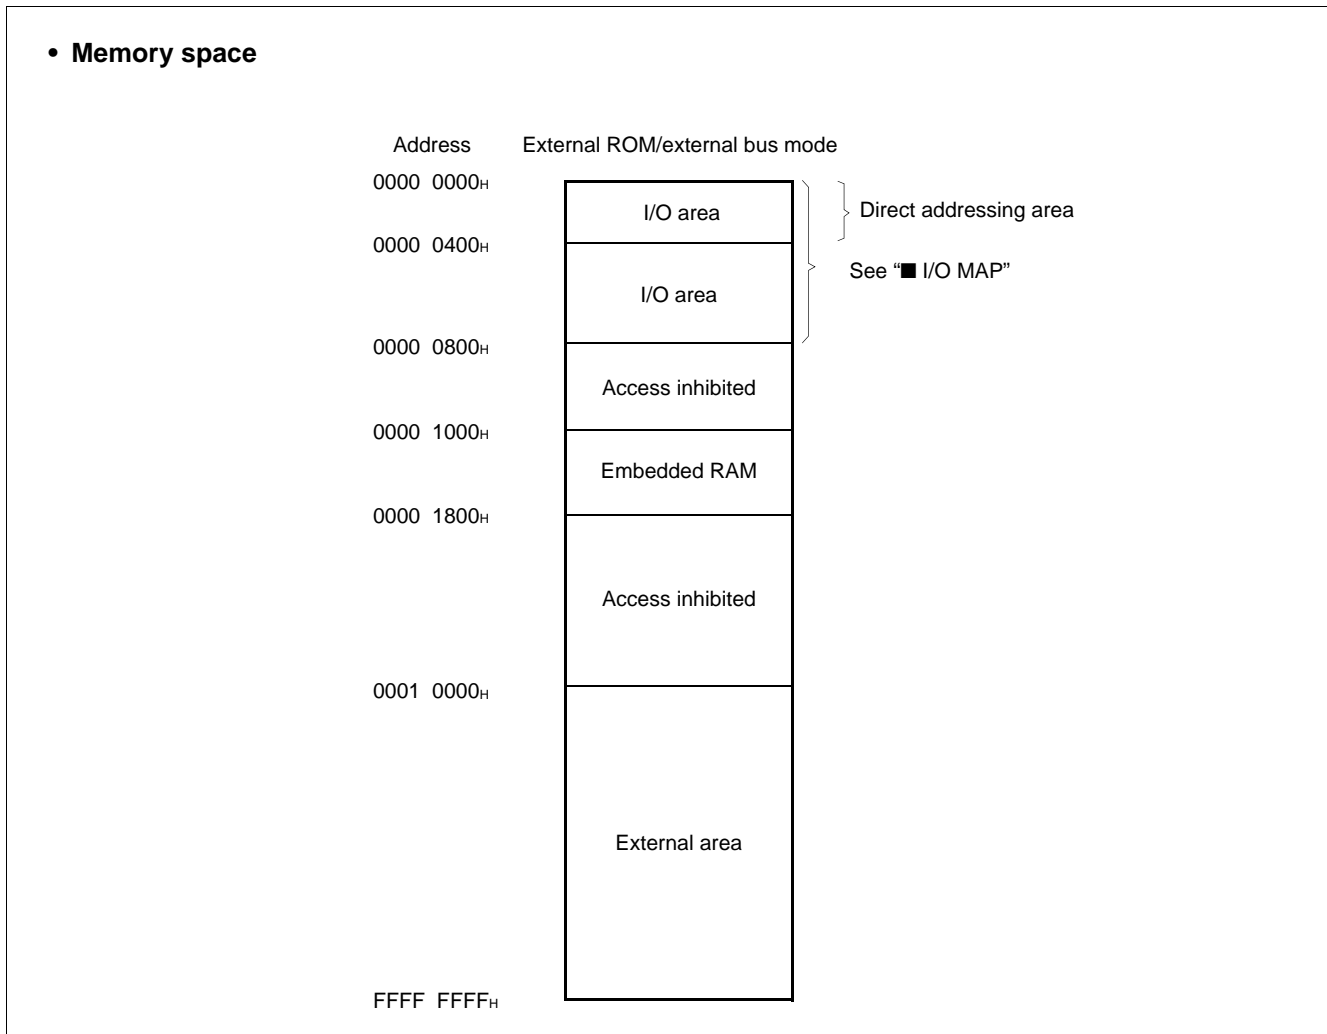 • Memory space
Address External ROM/external bus mode
0000 0000H
I/O area
Direct addressing area
0000 0400H
See “■ I/O MAP”
I/O area
0000 0800H
Access inhibited
0000 1000H
Embedded RAM
0000 1800H
Access inhibited
0001 0000H
External area
FFFF FFFFH